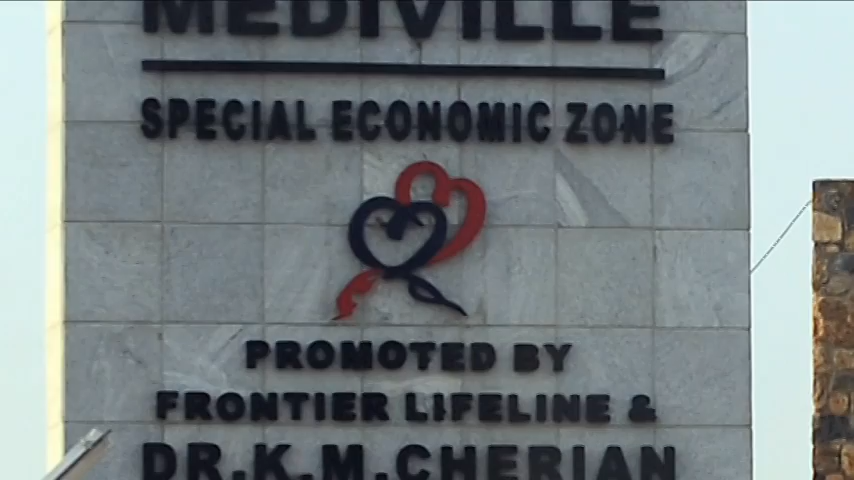 MEDIVILLE
SPECIAL ECONOMIC ZONE
PROMOTED BY
FRONTIER LIFELINE &
DR.K.M.CHERIAN